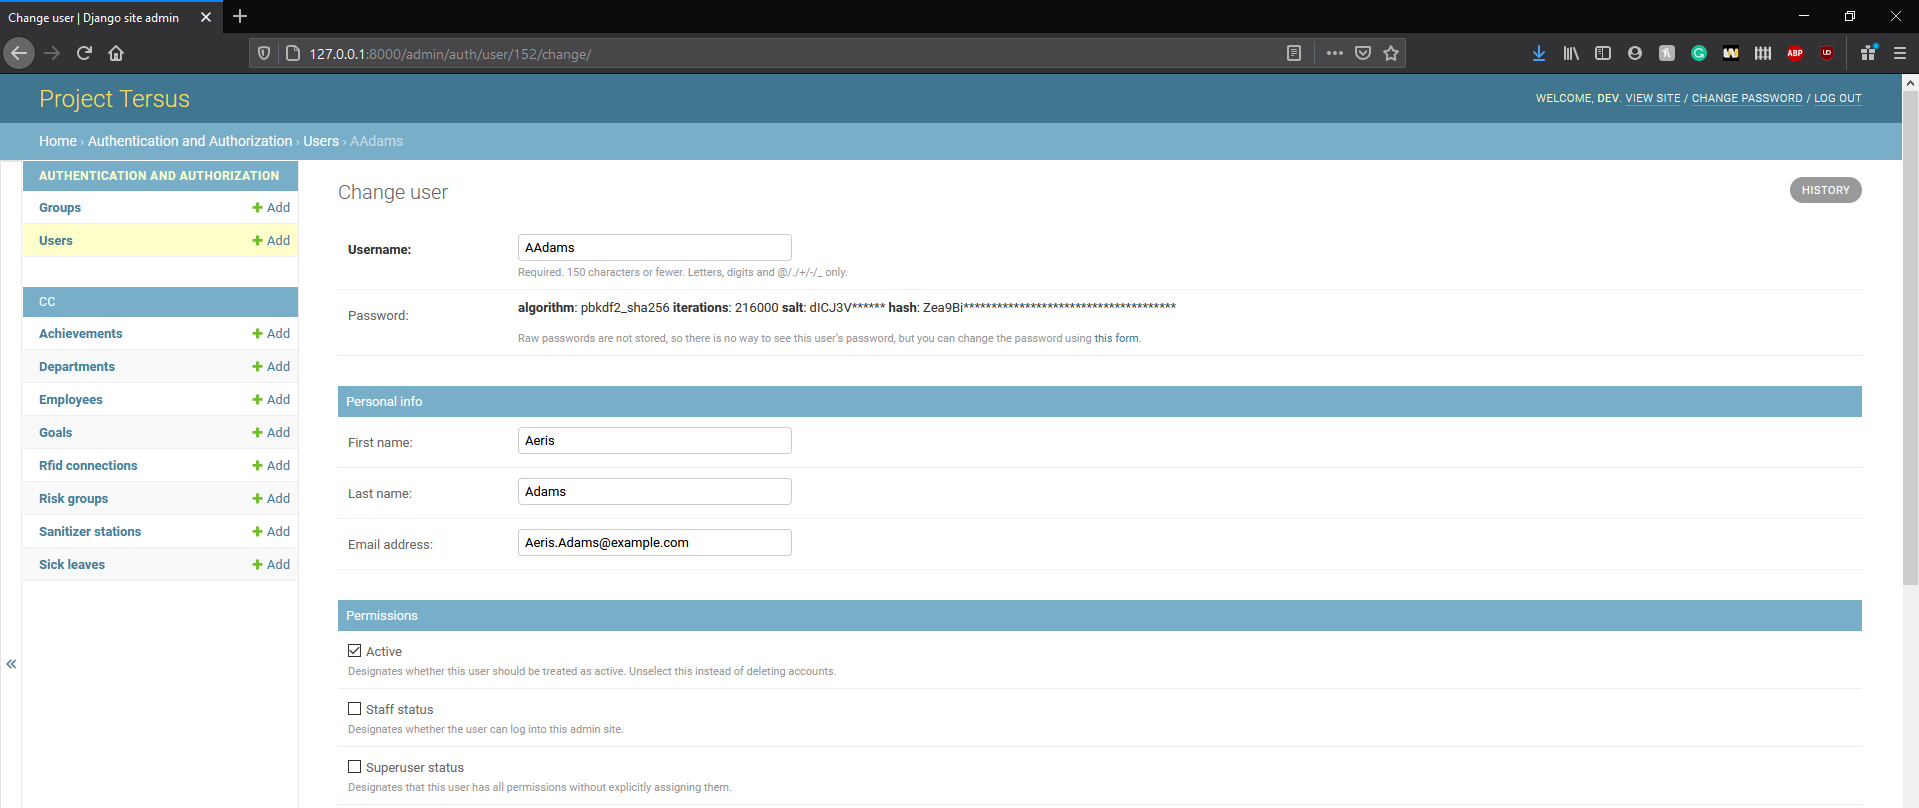 Change user | Django site admin
127.0.0.1:8000/admin/auth/user/152/change/
Project Tersus
WELCOME, DEV. VIEW SITE / CHANGE PASSWORD / LOG OUT
Home › Authentication and Authorization › Users › AAdams
AUTHENTICATION AND AUTHORIZATION
Groups + Add
Users + Add
CC
Achievements + Add
Departments + Add
Employees + Add
Goals + Add
Rfid connections + Add
Risk groups + Add
Sanitizer stations + Add
Sick leaves + Add
«
Change user
HISTORY
Username: AAdams
Required. 150 characters or fewer. Letters, digits and @/./+/-/_ only.
Password: algorithm: pbkdf2_sha256 iterations: 216000 salt: dICJ3V****** hash: Zea9Bi**************************************
Raw passwords are not stored, so there is no way to see this user’s password, but you can change the password using this form.
Personal info
First name: Aeris
Last name: Adams
Email address: Aeris.Adams@example.com
Permissions
Active
Designates whether this user should be treated as active. Unselect this instead of deleting accounts.
Staff status
Designates whether the user can log into this admin site.
Superuser status
Designates that this user has all permissions without explicitly assigning them.